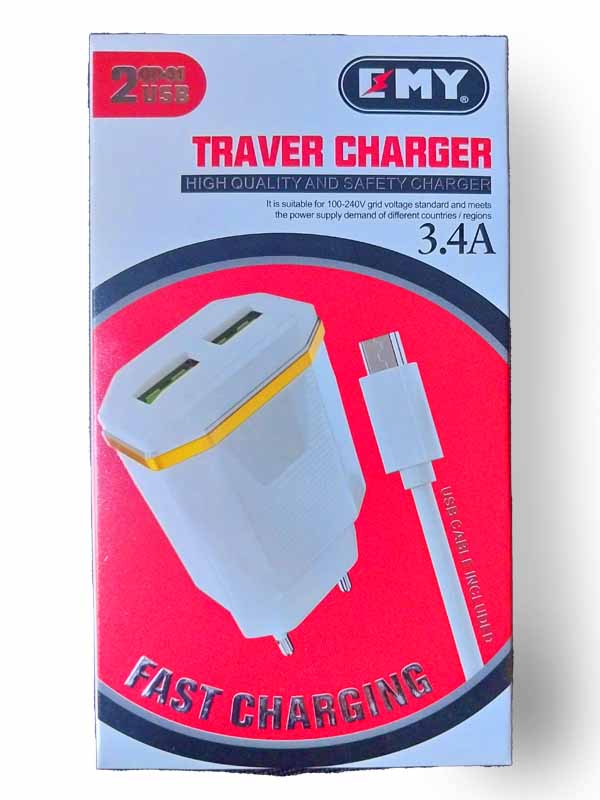 2 USB
EMY®
TRAVER CHARGER
HIGH QUALITY AND SAFETY CHARGER
It is suitable for 100-240V grid voltage standard and meets
the power supply demand of different countries / regions
3.4A
USB CABLE INCLUDED
FAST CHARGING